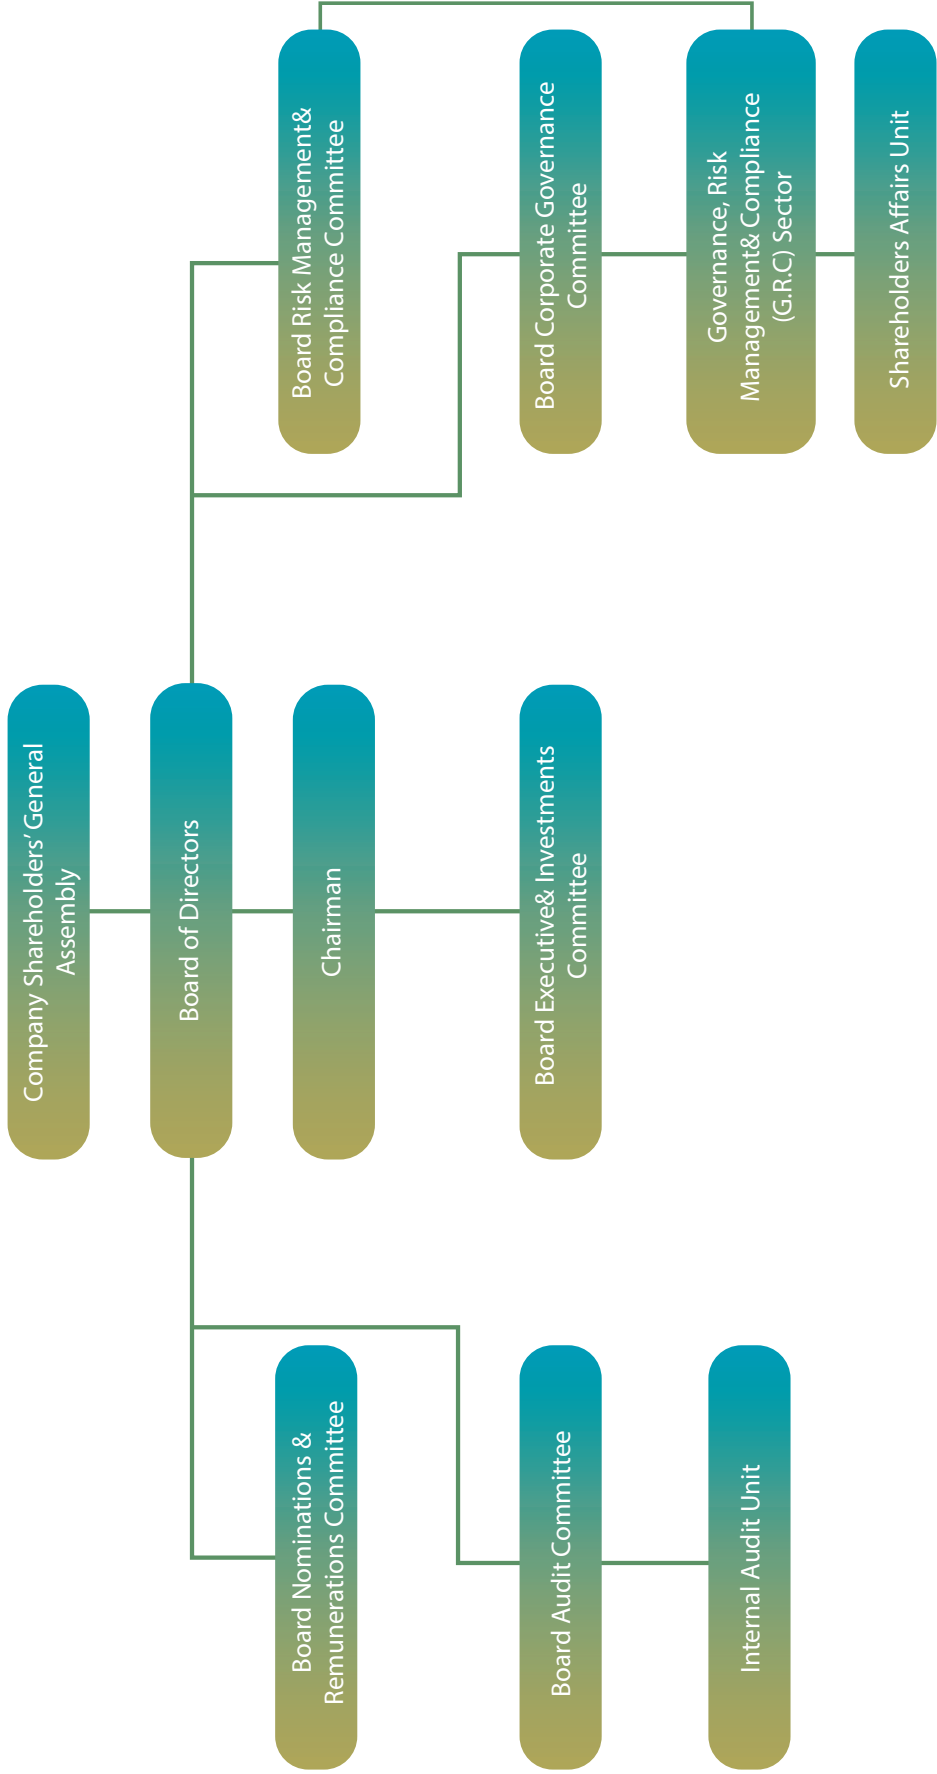 Company Shareholders’ General
Assembly
Board of Directors
Chairman
Board Nominations &
Remunerations Committee
Board Risk Management&
Compliance Committee
Board Audit Committee
Board Executive& Investments
Committee
Board Corporate Governance
Committee
Internal Audit Unit
Governance, Risk
Management& Compliance
(G.R.C) Sector
Shareholders Affairs Unit